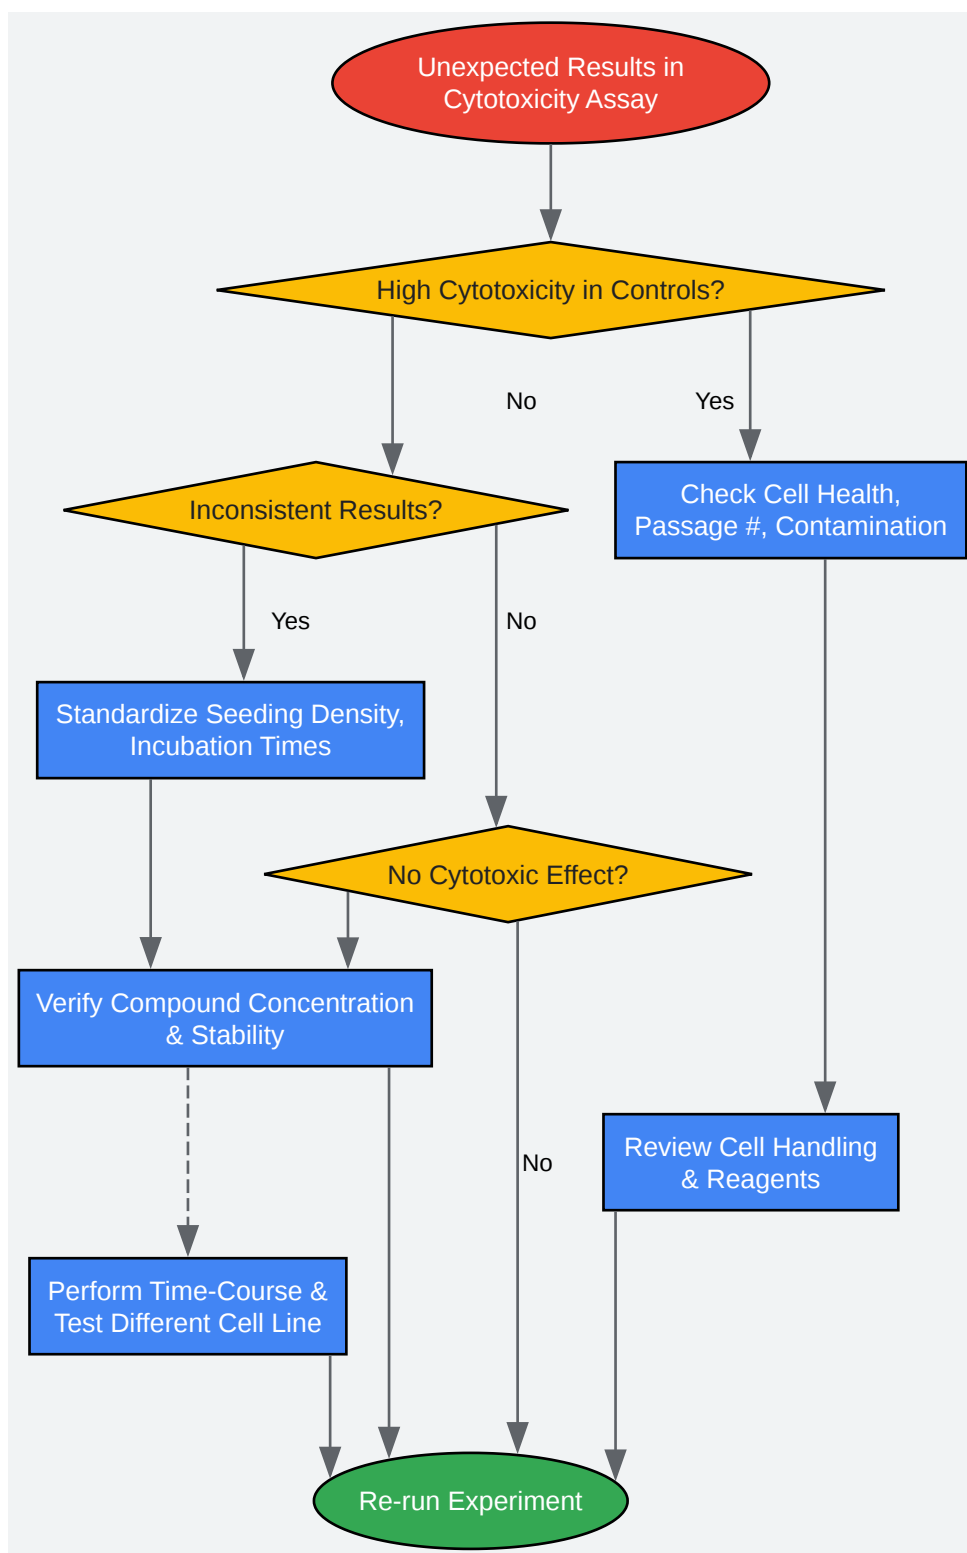 Unexpected Results in
Cytotoxicity Assay
High Cytotoxicity in Controls?
No
Yes
Inconsistent Results?
Check Cell Health,
Passage #, Contamination
Yes
No
Standardize Seeding Density,
Incubation Times
No Cytotoxic Effect?
Verify Compound Concentration
& Stability
No
Review Cell Handling
& Reagents
Perform Time-Course &
Test Different Cell Line
Re-run Experiment